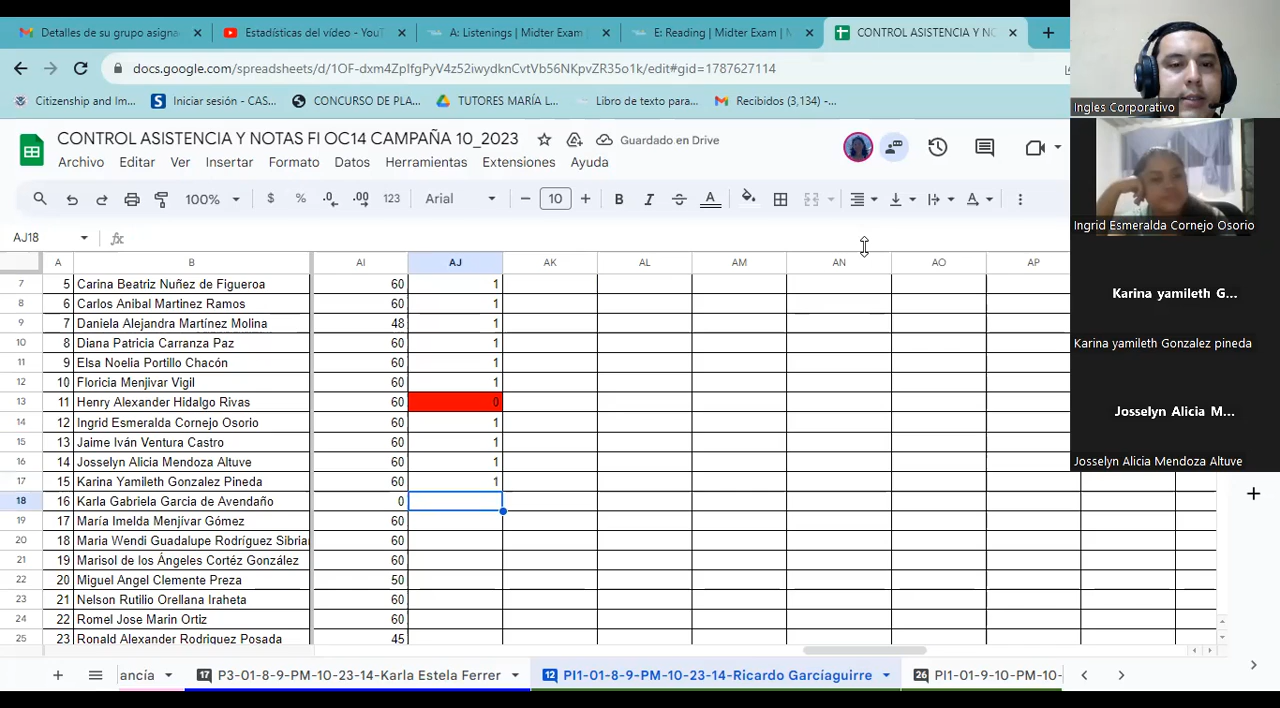 Detalles de su grupo asigna
Estadísticas del vídeo - You
A: Listenings | Midter Exam
E: Reading | Midter Exam | M
CONTROL ASISTENCIA Y NO
docs.google.com/spreadsheets/d/1OF-dxm4ZpIfgPyV4z52iwydknCvtVb56NKpvZR35o1k/edit#gid=1787627114
Citizenship and Im...
Iniciar sesión - CAS...
CONCURSO DE PLA...
TUTORES MARÍA L...
Libro de texto para...
Recibidos (3,134) -...
CONTROL ASISTENCIA Y NOTAS FI OC14 CAMPAÑA 10_2023
Guardado en Drive
Archivo Editar Ver Insertar Formato Datos Herramientas Extensiones Ayuda
100% $ % .0 .00 123 Arial 10 B I S A A
AJ18 fx
A B AI AJ AK AL AM AN AO AP
7 5 Carina Beatriz Nuñez de Figueroa 60 1
8 6 Carlos Anibal Martinez Ramos 60 1
9 7 Daniela Alejandra Martínez Molina 48 1
10 8 Diana Patricia Carranza Paz 60 1
11 9 Elsa Noelia Portillo Chacón 60 1
12 10 Floricia Menjivar Vigil 60 1
13 11 Henry Alexander Hidalgo Rivas 60 0
14 12 Ingrid Esmeralda Cornejo Osorio 60 1
15 13 Jaime Iván Ventura Castro 60 1
16 14 Josselyn Alicia Mendoza Altuve 60 1
17 15 Karina Yamileth Gonzalez Pineda 60 1
18 16 Karla Gabriela Garcia de Avendaño 0
19 17 María Imelda Menjívar Gómez 60
20 18 Maria Wendi Guadalupe Rodríguez Sibrian 60
21 19 Marisol de los Ángeles Cortéz González 60
22 20 Miguel Angel Clemente Preza 50
23 21 Nelson Rutilio Orellana Iraheta 60
24 22 Romel Jose Marin Ortiz 60
25 23 Ronald Alexander Rodriguez Posada 45
ancía
17 P3-01-8-9-PM-10-23-14-Karla Estela Ferrer
12 PI1-01-8-9-PM-10-23-14-Ricardo Garcíaguirre
26 PI1-01-9-10-PM-10-
Ingles Corporativo
Ingrid Esmeralda Cornejo Osorio
Karina yamileth G...
Karina yamileth Gonzalez pineda
Josselyn Alicia M...
Josselyn Alicia Mendoza Altuve